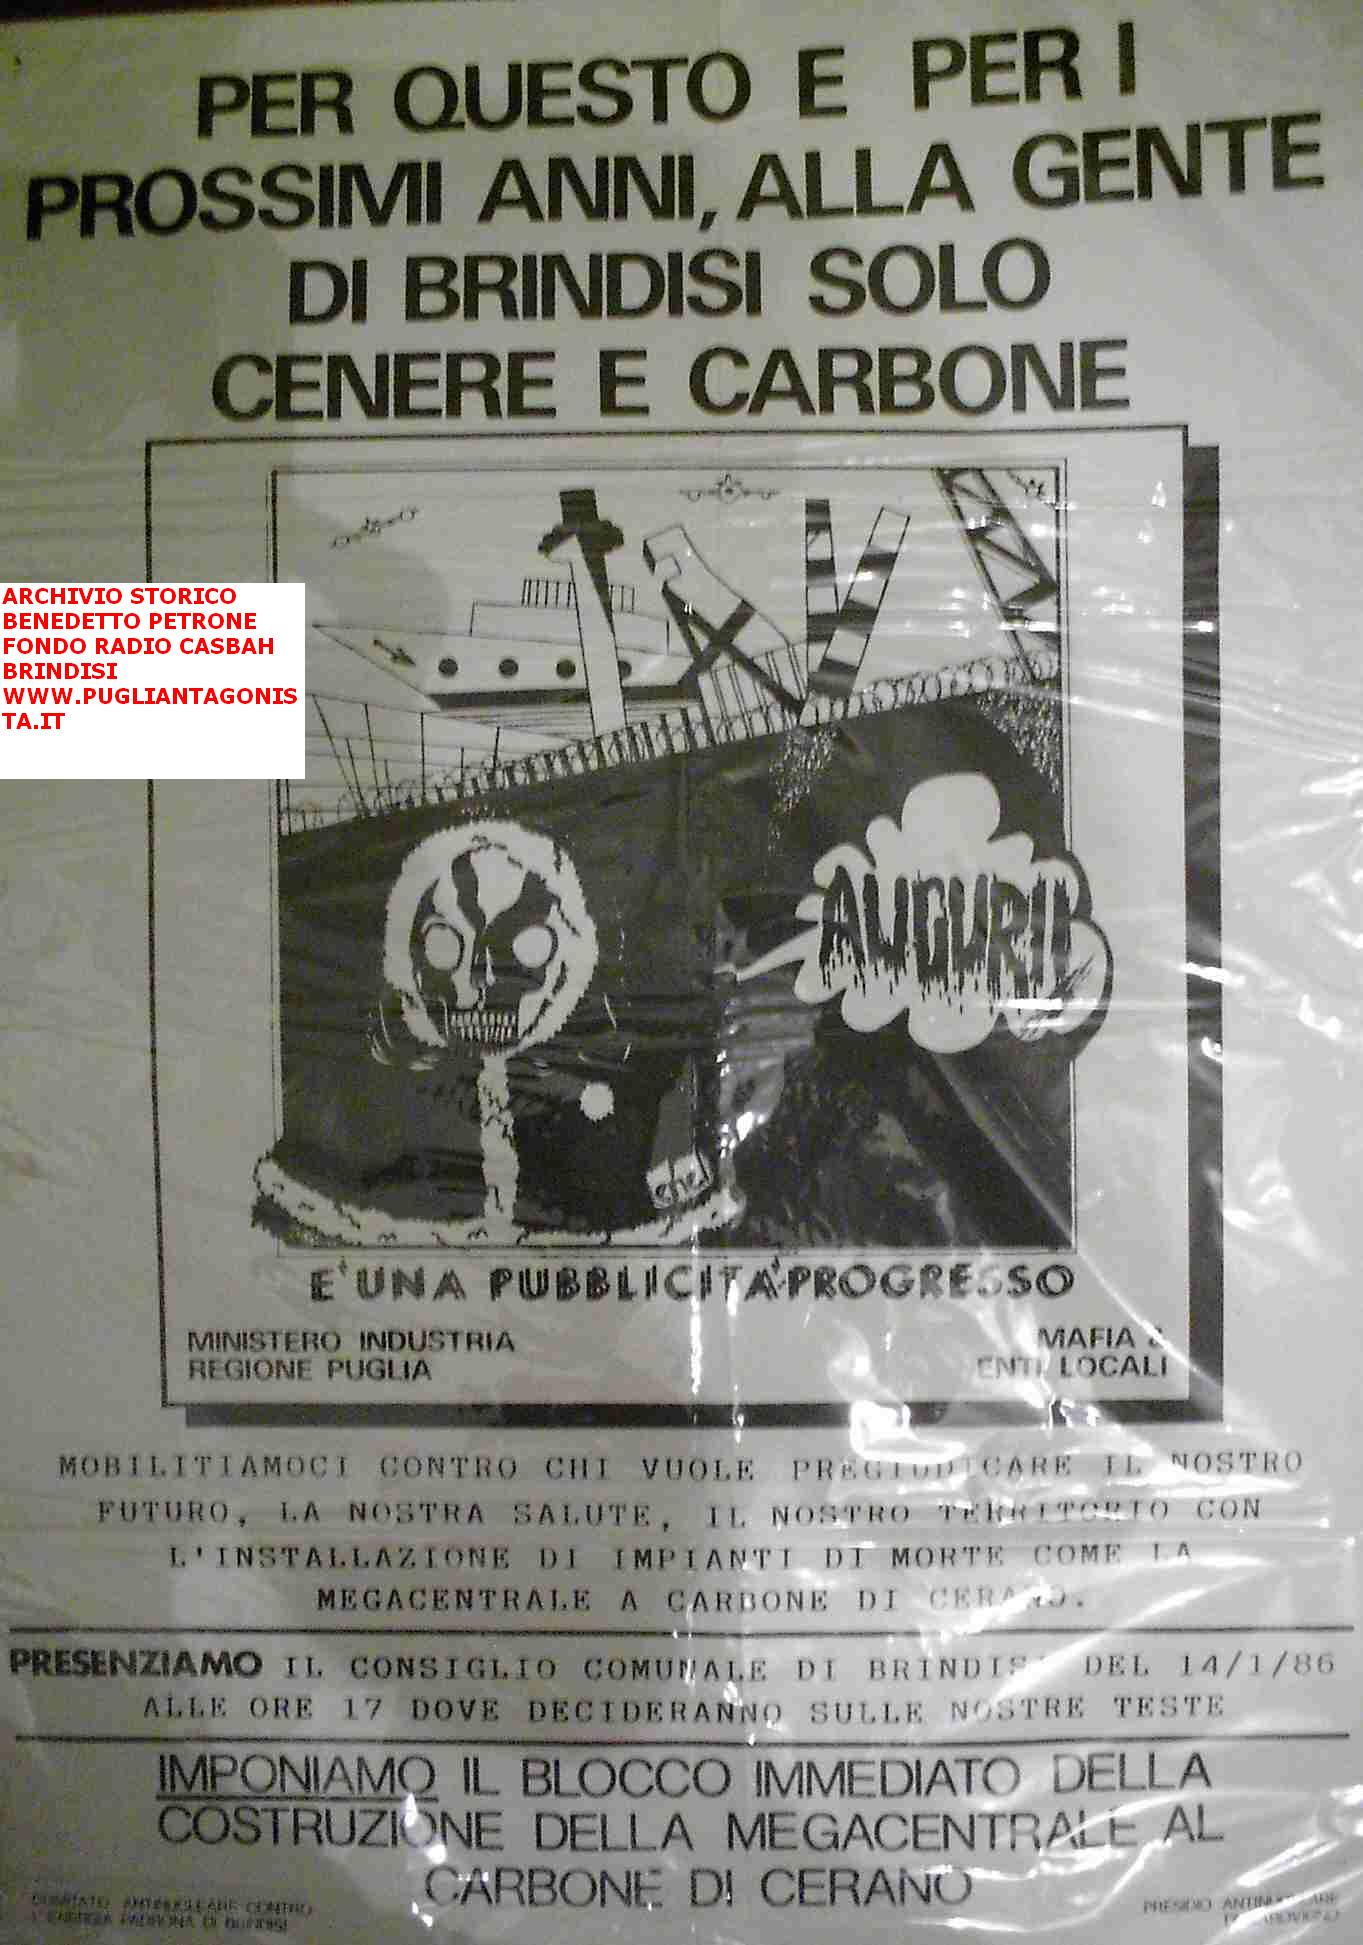 PER QUESTO E PER I
PROSSIMI ANNI, ALLA GENTE
DI BRINDISI SOLO
CENERE E CARBONE
ARCHIVIO STORICO
BENEDETTO PETRONE
FONDO RADIO CASBAH
BRINDISI
WWW.PUGLIANTAGONIS
TA.IT
AUGURI!
enel
E' UNA PUBBLICITA' PROGRESSO
MINISTERO INDUSTRIA
REGIONE PUGLIA
MAFIA &
ENTI LOCALI
MOBILITIAMOCI CONTRO CHI VUOLE PREGIUDICARE IL NOSTRO
FUTURO, LA NOSTRA SALUTE, IL NOSTRO TERRITORIO CON
L'INSTALLAZIONE DI IMPIANTI DI MORTE COME LA
MEGACENTRALE A CARBONE DI CERANO.
PRESENZIAMO IL CONSIGLIO COMUNALE DI BRINDISI DEL 14/1/86
ALLE ORE 17 DOVE DECIDERANNO SULLE NOSTRE TESTE
IMPONIAMO IL BLOCCO IMMEDIATO DELLA
COSTRUZIONE DELLA MEGACENTRALE AL
CARBONE DI CERANO
COMITATO ANTINUCLEARE CONTRO
L'ENERGIA PADRONA DI BRINDISI
PRESIDIO ANTINUCLEARE